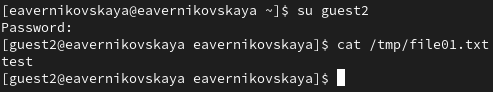 [eavernikovskaya@eavernikovskaya ~]$ su guest2
Password:
[guest2@eavernikovskaya eavernikovskaya]$ cat /tmp/file01.txt
test
[guest2@eavernikovskaya eavernikovskaya]$